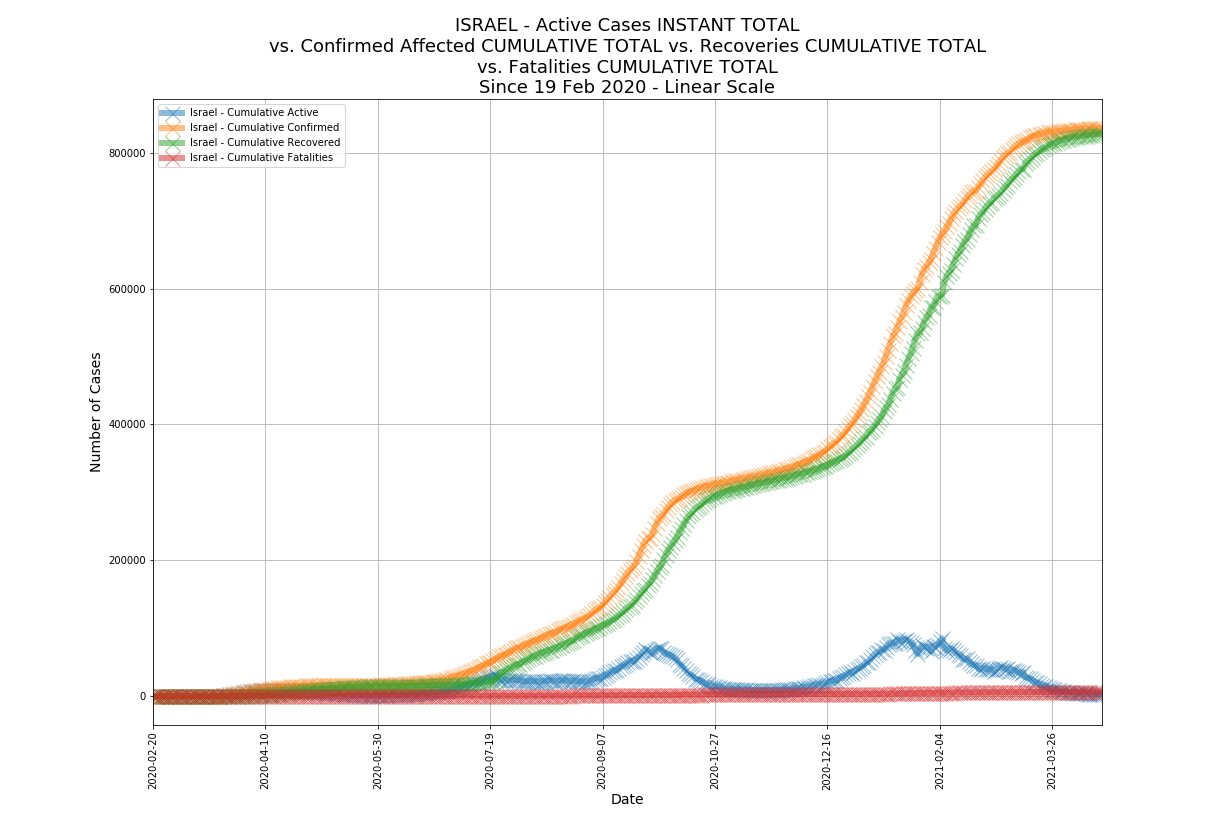 ISRAEL - Active Cases INSTANT TOTAL
vs. Confirmed Affected CUMULATIVE TOTAL vs. Recoveries CUMULATIVE TOTAL
vs. Fatalities CUMULATIVE TOTAL
Since 19 Feb 2020 - Linear Scale
Israel - Cumulative Active
Israel - Cumulative Confirmed
Israel - Cumulative Recovered
Israel - Cumulative Fatalities
Number of Cases
800000
600000
400000
200000
0
2020-02-20
2020-04-10
2020-05-30
2020-07-19
2020-09-07
2020-10-27
2020-12-16
2021-02-04
2021-03-26
Date